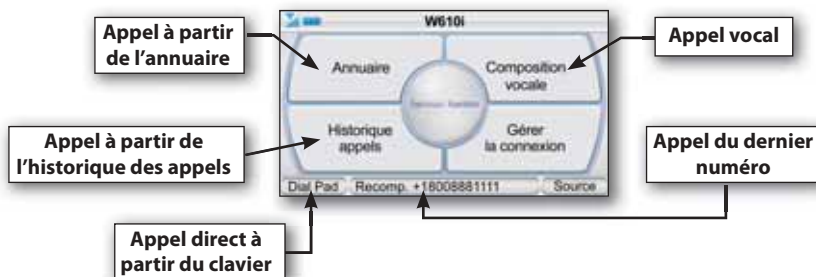 W610i
Appel à partir
de l'annuaire
Appel vocal
Annuaire
Composition
vocale
Appel à partir de
l'historique des appels
Historique
appels
Gérer
la connexion
Appel du dernier
numéro
Dial Pad
Recomp. +18008881111
Source
Appel direct à
partir du clavier